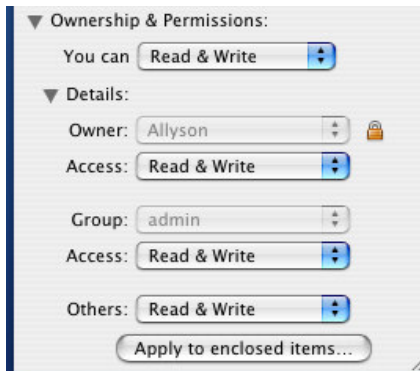 Ownership & Permissions:
You can Read & Write
Details:
Owner: Allyson
Access: Read & Write
Group: admin
Access: Read & Write
Others: Read & Write
Apply to enclosed items...